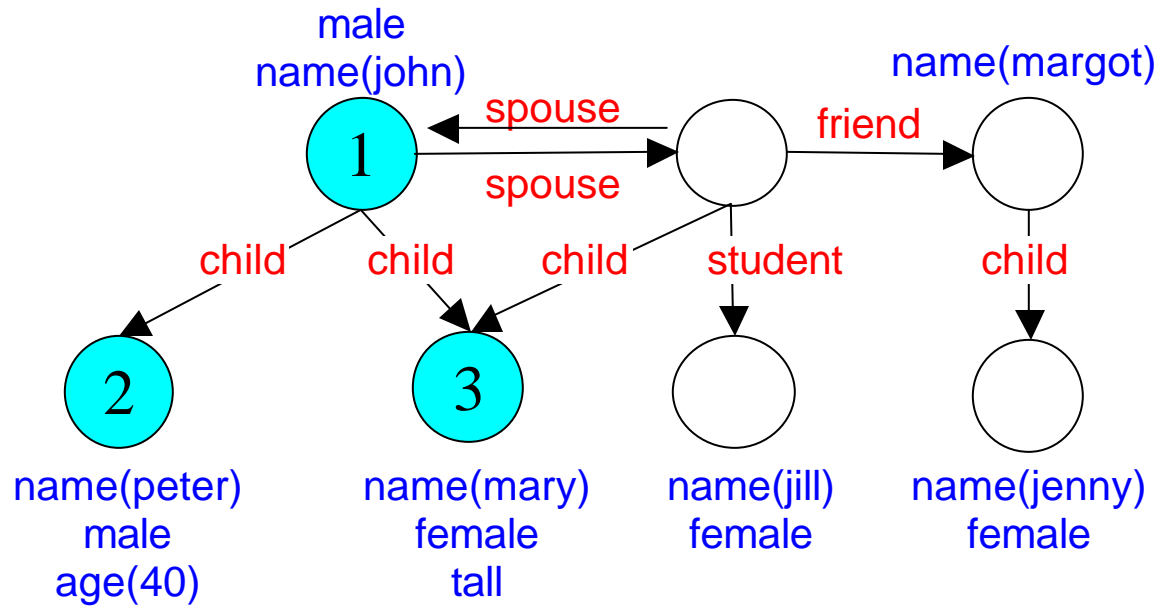 male
name(john)
name(margot)
spouse
friend
1
spouse
child
child
child
student
child
2
3
name(peter)
male
age(40)
name(mary)
female
tall
name(jill)
female
name(jenny)
female